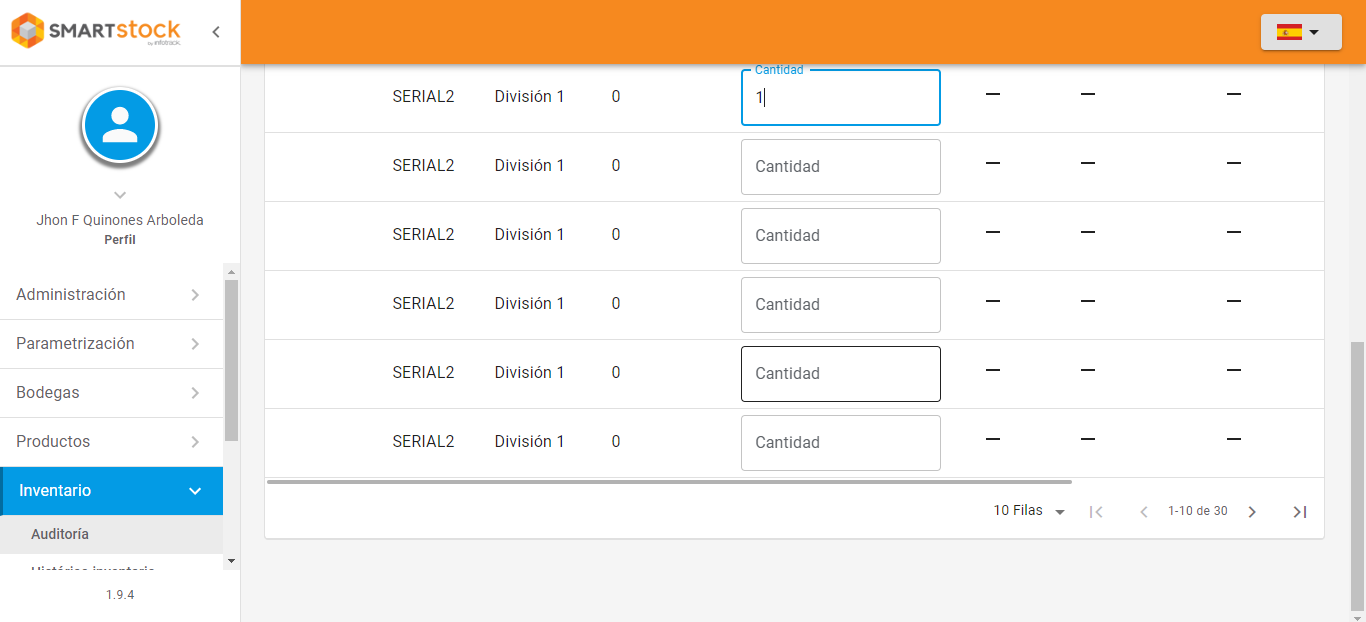 SMARTstock
by infotrack
Jhon F Quinones Arboleda
Perfil
Administración
Parametrización
Bodegas
Productos
Inventario
Auditoría
Histórico inventario
1.9.4
Cantidad
SERIAL2 División 1 0 1 — — —
SERIAL2 División 1 0 Cantidad — — —
SERIAL2 División 1 0 Cantidad — — —
SERIAL2 División 1 0 Cantidad — — —
SERIAL2 División 1 0 Cantidad — — —
SERIAL2 División 1 0 Cantidad — — —
10 Filas 1-10 de 30